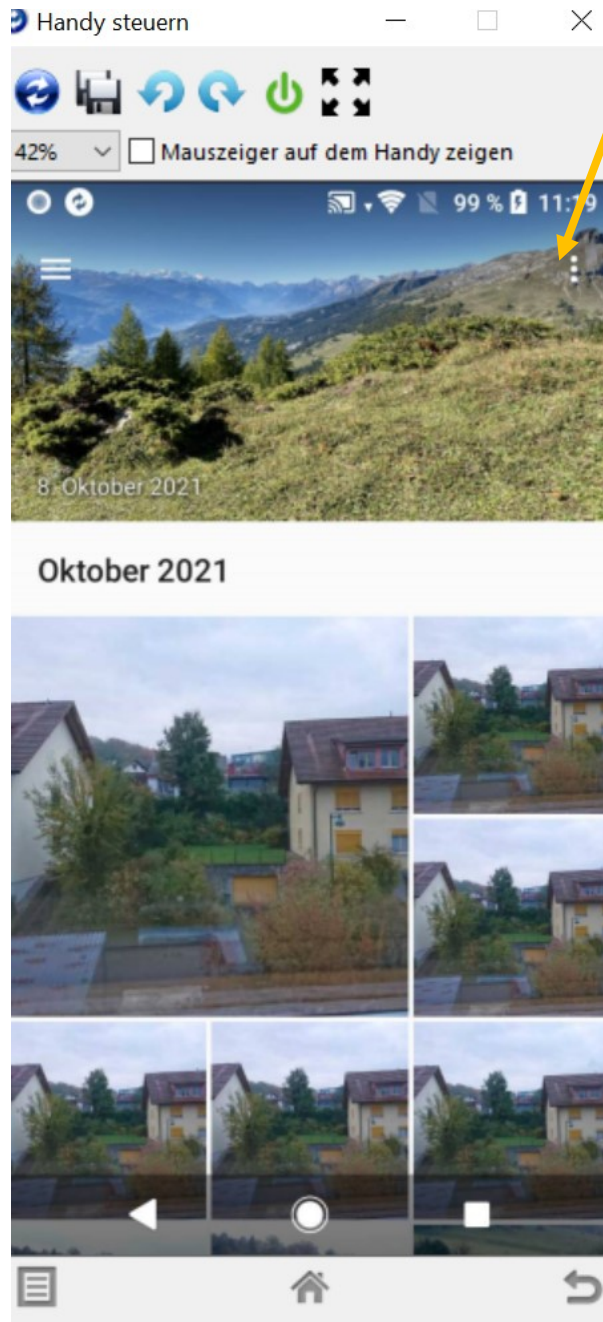 Handy steuern
42% Mauszeiger auf dem Handy zeigen
99 % 11:19
8. Oktober 2021
Oktober 2021